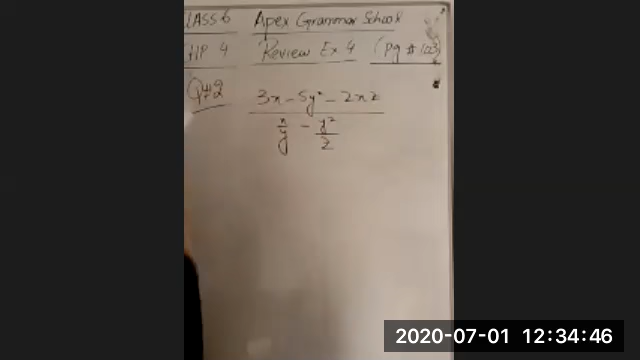 CLASS 6 Apex Grammar School
CHP 4 Review Ex 4 (Pg # 123)
Q#2 3x - 5y² - 2xz
x/y - y²/z
2020-07-01 12:34:46